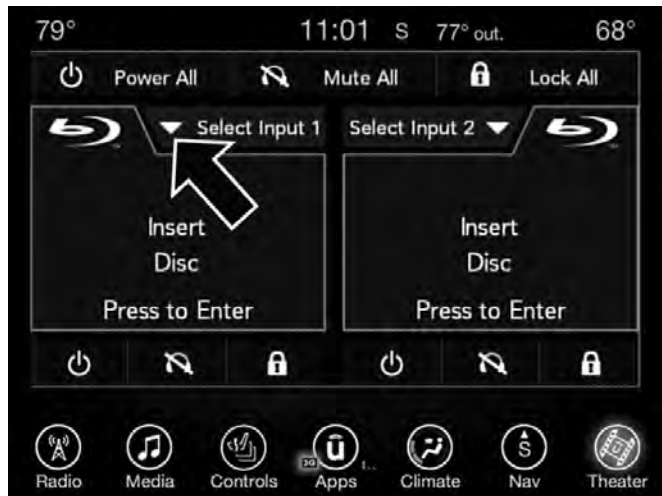 79° 11:01 S 77° out. 68°
Power All Mute All Lock All
Select Input 1 Select Input 2
Insert Insert
Disc Disc
Press to Enter Press to Enter
S
3G û t..
Radio Media Controls Apps Climate Nav Theater